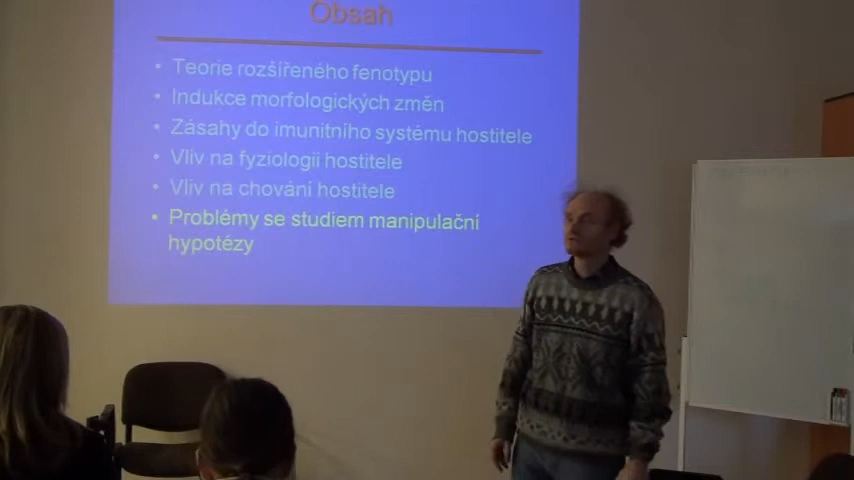 Obsah
• Teorie rozšířeného fenotypu
• Indukce morfologických změn
• Zásahy do imunitního systému hostitele
• Vliv na fyziologii hostitele
• Vliv na chování hostitele
• Problémy se studiem manipulační
hypotézy